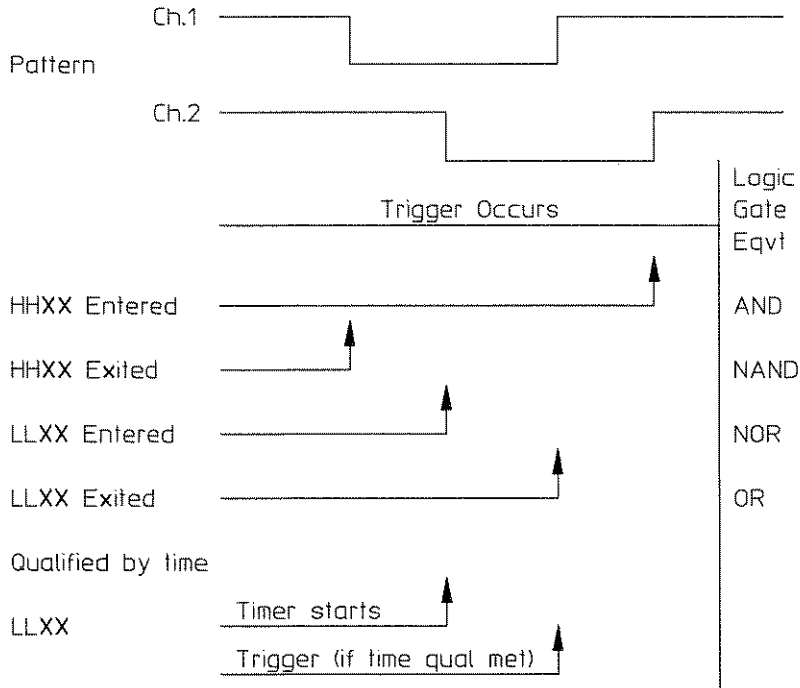 Ch.1
Pattern
Ch.2
Logic
Gate
Eqvt
Trigger Occurs
HHXX Entered
AND
HHXX Exited
NAND
LLXX Entered
NOR
LLXX Exited
OR
Qualified by time
Timer starts
LLXX
Trigger (if time qual met)